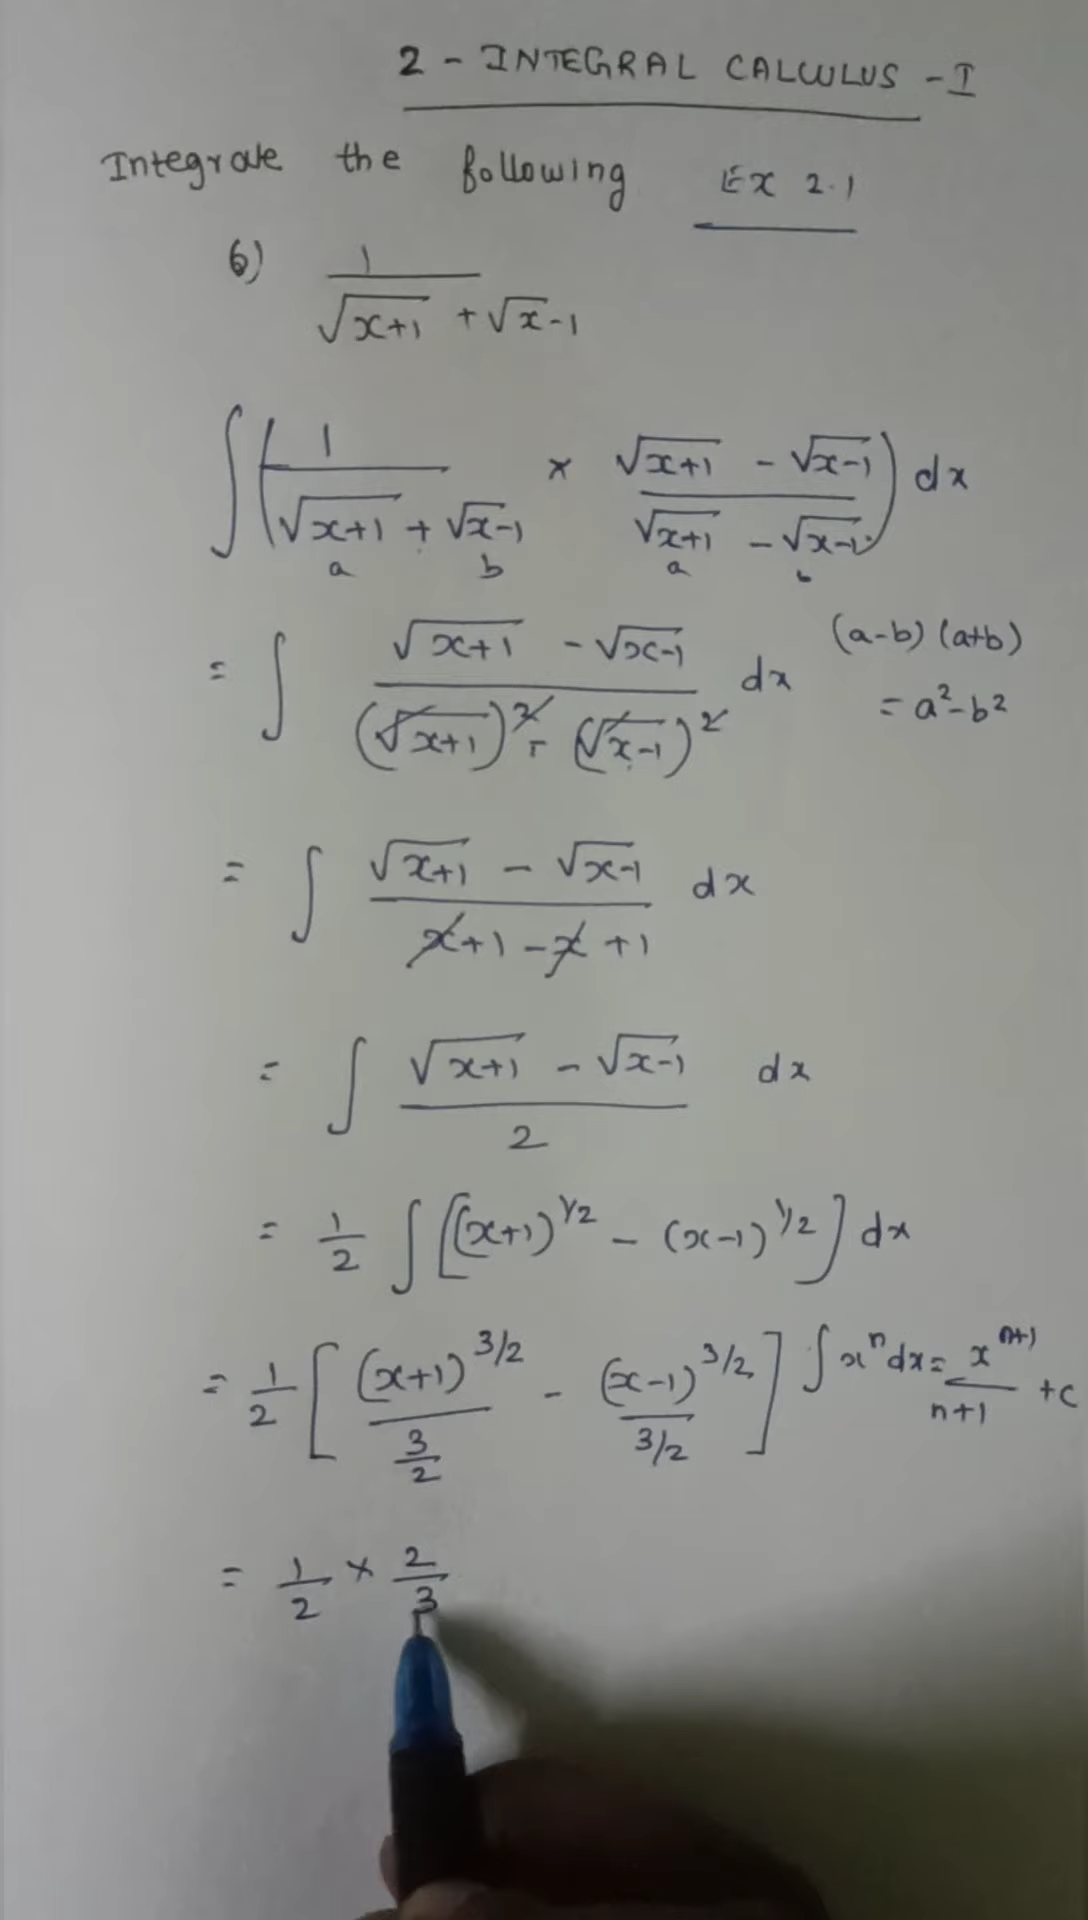 2 - INTEGRAL CALCULUS - I
Integrate the following Ex 2.1
6) 1 / √x+1 + √x-1
∫ ( 1 / √x+1 + √x-1 × √x+1 - √x-1 / √x+1 - √x-1 ) dx
a b a b
= ∫ √x+1 - √x-1 / (√x+1)² - (√x-1)² dx (a-b) (a+b)
= a²-b²
= ∫ √x+1 - √x-1 / x+1 - x + 1 dx
= ∫ √x+1 - √x-1 / 2 dx
= 1/2 ∫ [(x+1)^1/2 - (x-1)^1/2] dx
= 1/2 [ (x+1)^3/2 / 3/2 - (x-1)^3/2 / 3/2 ] ∫ x^n dx = x^n+1 / n+1 + c
= 1/2 × 2/3